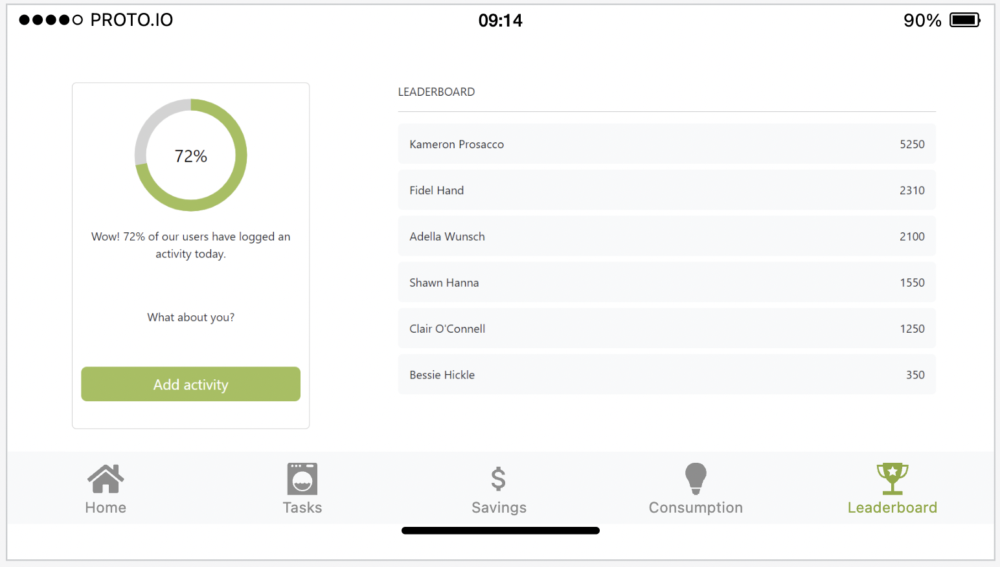 PROTO.IO
09:14
90%
72%
Wow! 72% of our users have logged an
activity today.
What about you?
Add activity
LEADERBOARD
Kameron Prosacco 5250
Fidel Hand 2310
Adella Wunsch 2100
Shawn Hanna 1550
Clair O'Connell 1250
Bessie Hickle 350
Home
Tasks
$
Savings
Consumption
Leaderboard